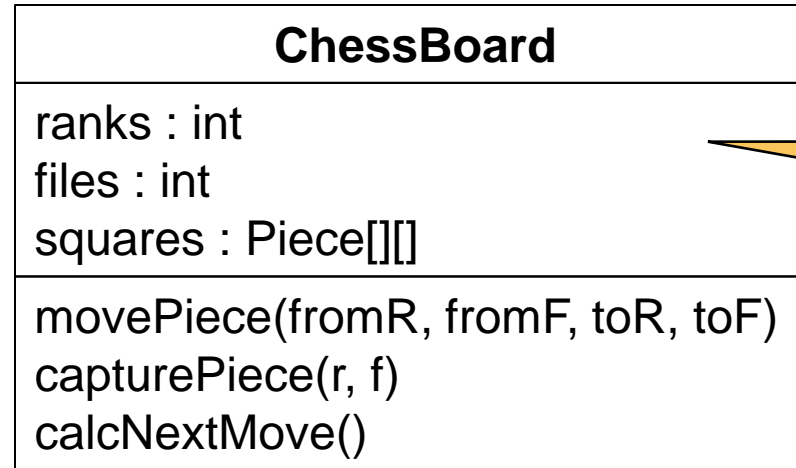 ChessBoard
ranks : int
files : int
squares : Piece[][]
movePiece(fromR, fromF, toR, toF)
capturePiece(r, f)
calcNextMove()